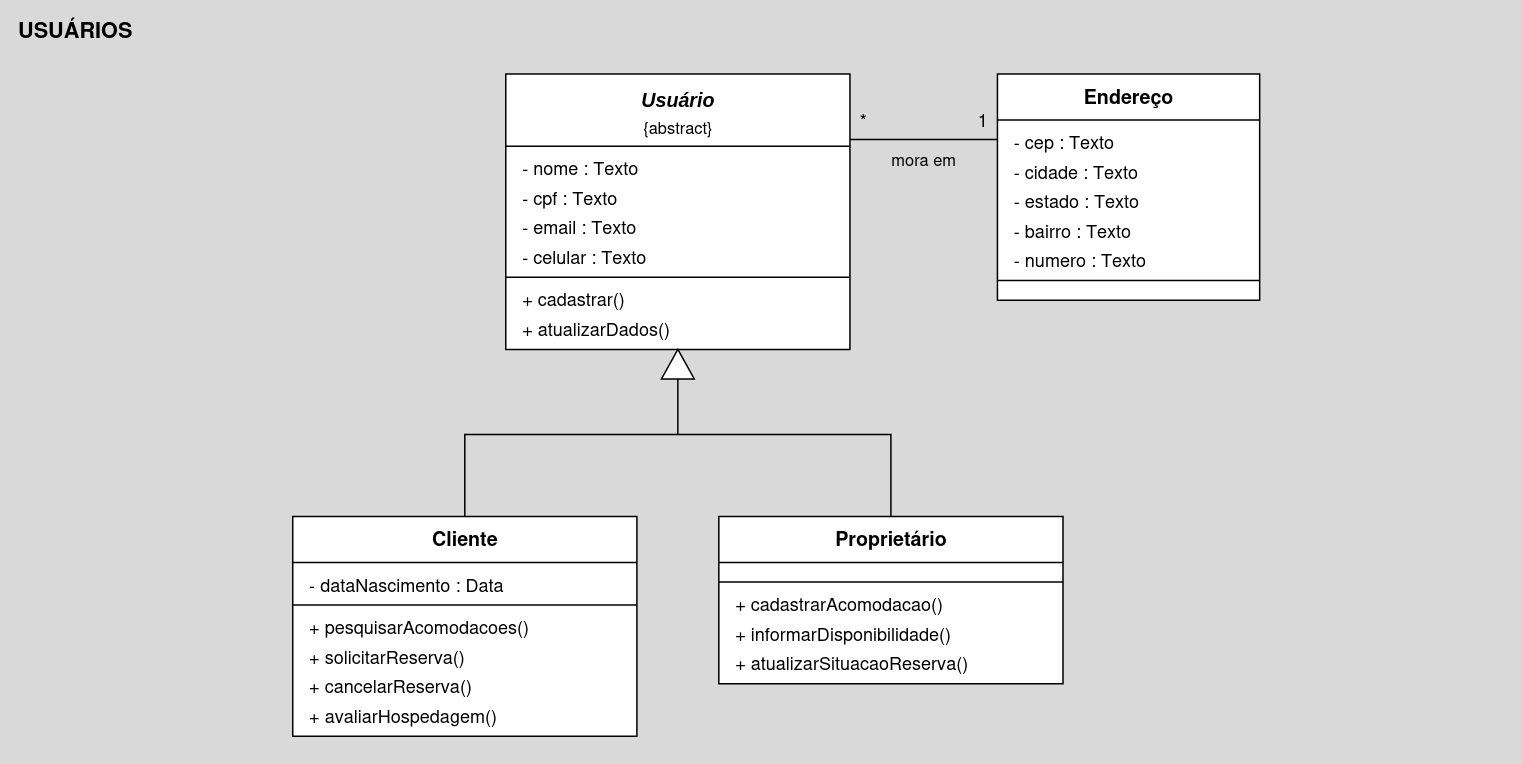 USUÁRIOS
Usuário
{abstract}
- nome : Texto
- cpf : Texto
- email : Texto
- celular : Texto
+ cadastrar()
+ atualizarDados()
* 1
mora em
Endereço
- cep : Texto
- cidade : Texto
- estado : Texto
- bairro : Texto
- numero : Texto
Cliente
- dataNascimento : Data
+ pesquisarAcomodacoes()
+ solicitarReserva()
+ cancelarReserva()
+ avaliarHospedagem()
Proprietário
+ cadastrarAcomodacao()
+ informarDisponibilidade()
+ atualizarSituacaoReserva()